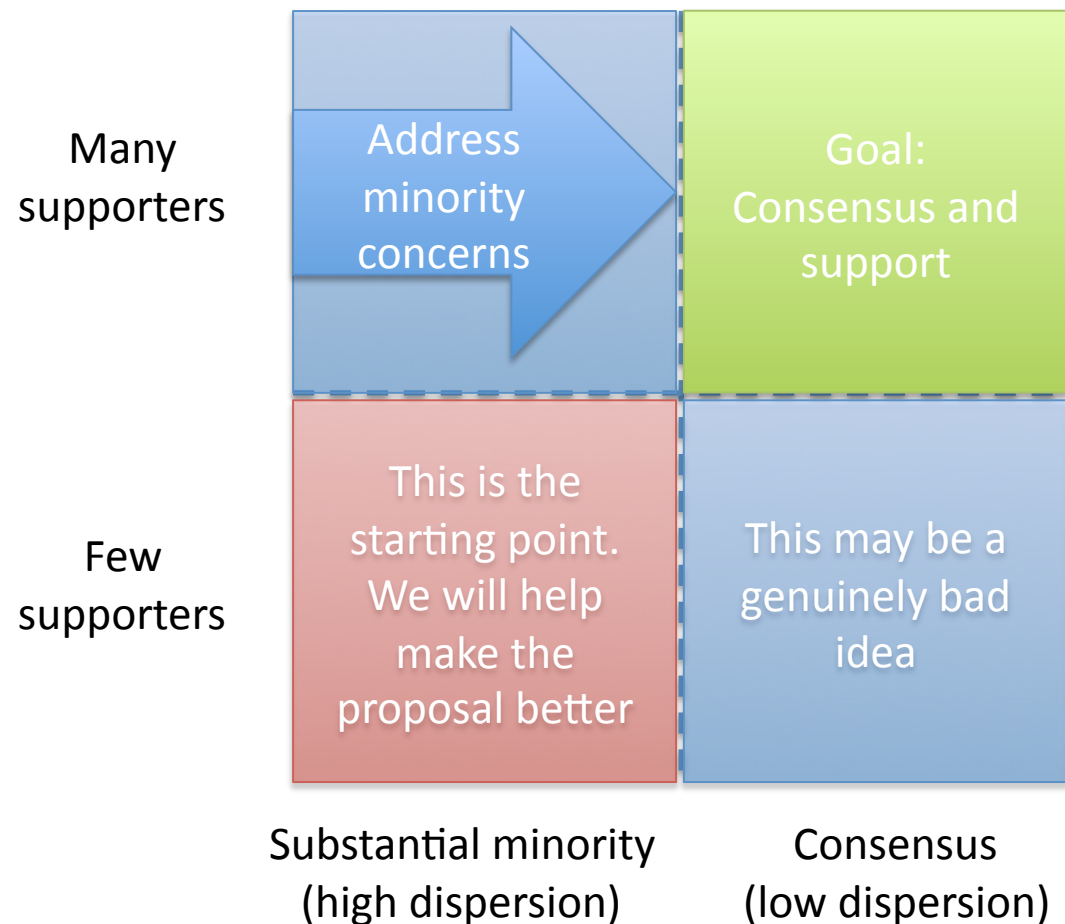 Many
supporters
Address
minority
concerns
Goal:
Consensus and
support
Few
supporters
This is the
starting point.
We will help
make the
proposal better
This may be a
genuinely bad
idea
Substantial minority
(high dispersion)
Consensus
(low dispersion)